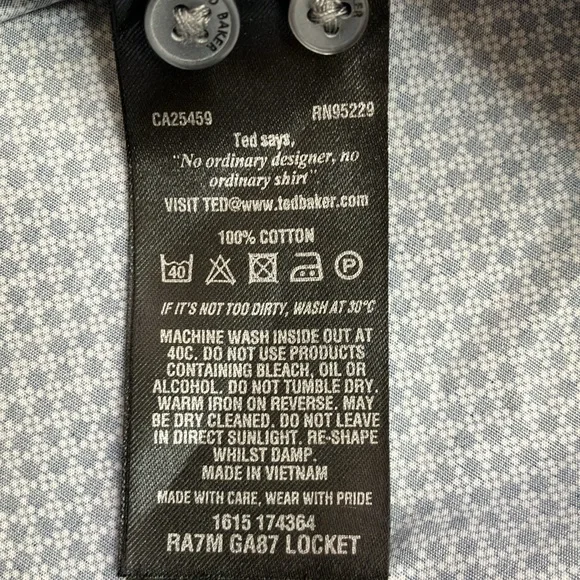 D BAKER
BAKER
CA25459 RN95229
Ted says,
"No ordinary designer, no
ordinary shirt"
VISIT TED@www.tedbaker.com
100% COTTON
40 P
IF IT'S NOT TOO DIRTY, WASH AT 30°C
MACHINE WASH INSIDE OUT AT
40C. DO NOT USE PRODUCTS
CONTAINING BLEACH, OIL OR
ALCOHOL. DO NOT TUMBLE DRY.
WARM IRON ON REVERSE. MAY
BE DRY CLEANED. DO NOT LEAVE
IN DIRECT SUNLIGHT. RE-SHAPE
WHILST DAMP.
MADE IN VIETNAM
MADE WITH CARE, WEAR WITH PRIDE
1615 174364
RA7M GA87 LOCKET